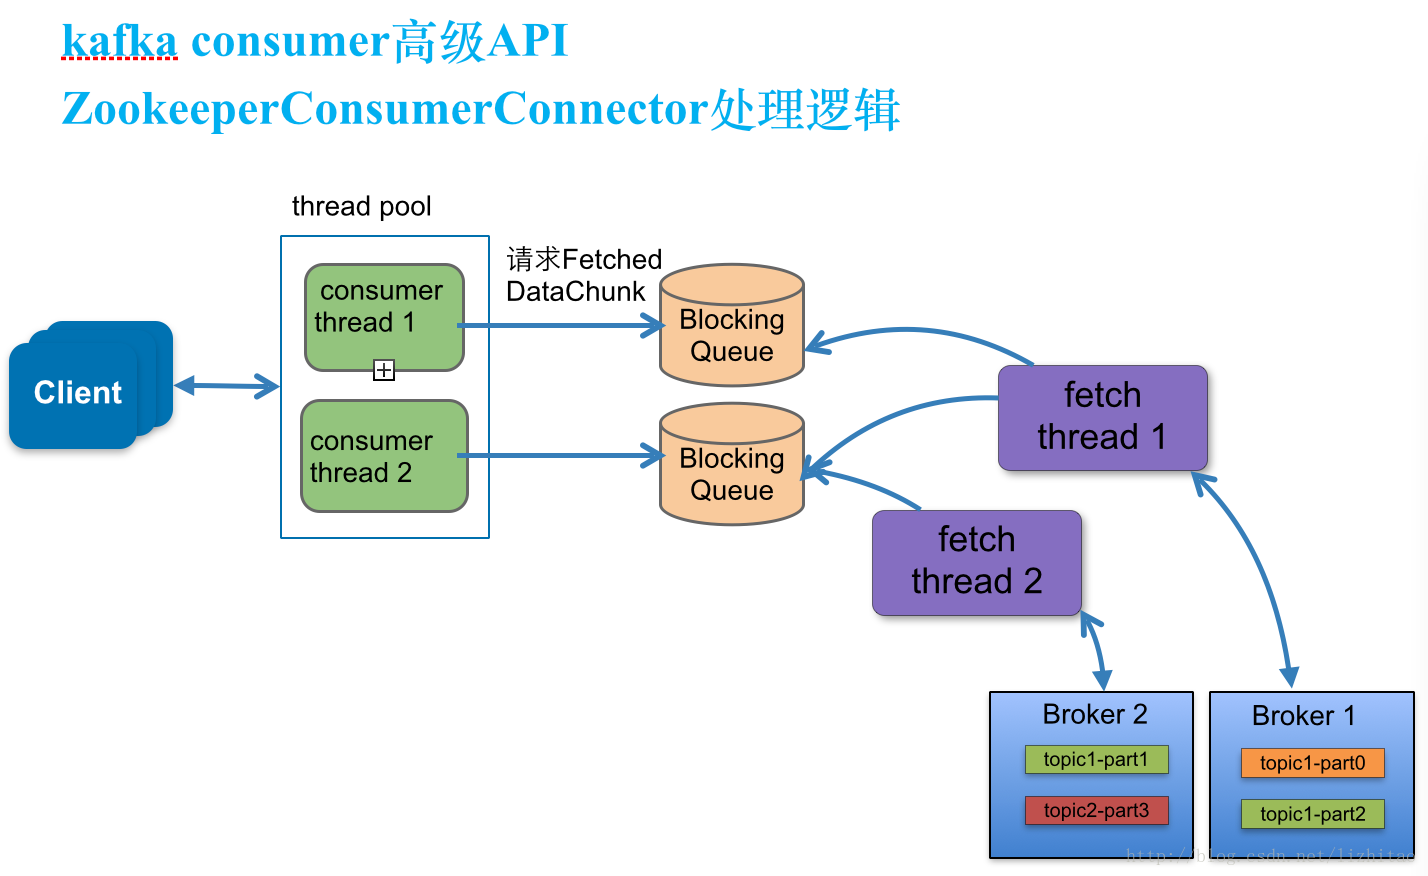 kafka consumer高级API
ZookeeperConsumerConnector处理逻辑
thread pool
请求Fetched
DataChunk
consumer
thread 1
Blocking
Queue
Client
fetch
thread 1
consumer
thread 2
Blocking
Queue
fetch
thread 2
Broker 2
Broker 1
topic1-part1
topic1-part0
topic2-part3
topic1-part2
http://blog.csdn.net/lizhitao